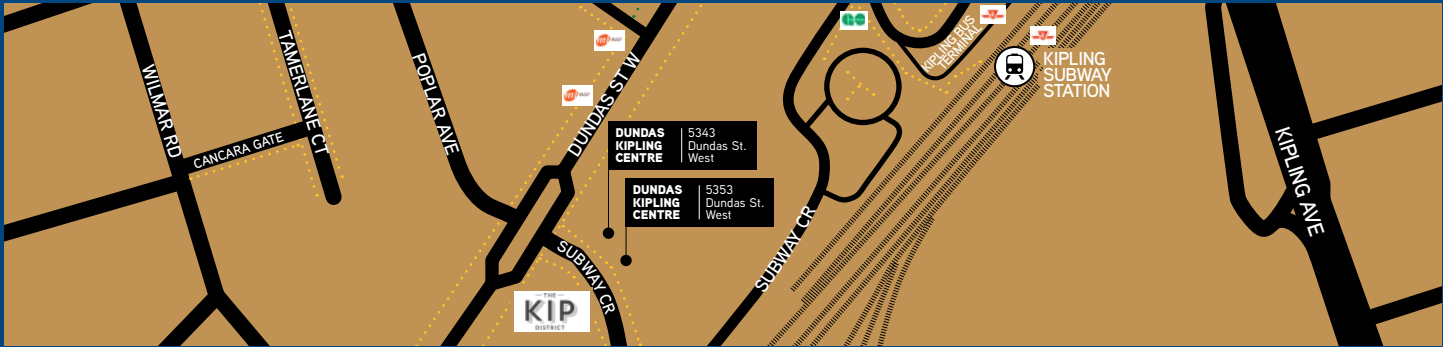 WILMAR RD
TAMERLANE CT
CANCARA GATE
POPLAR AVE
DUNDAS ST W
DUNDAS
KIPLING
CENTRE
5343
Dundas St.
West
DUNDAS
KIPLING
CENTRE
5353
Dundas St.
West
SUBWAY CR
THE
KIP
DISTRICT
SUBWAY CR
GO
KIPLING BUS
TERMINAL
KIPLING
SUBWAY
STATION
KIPLING AVE